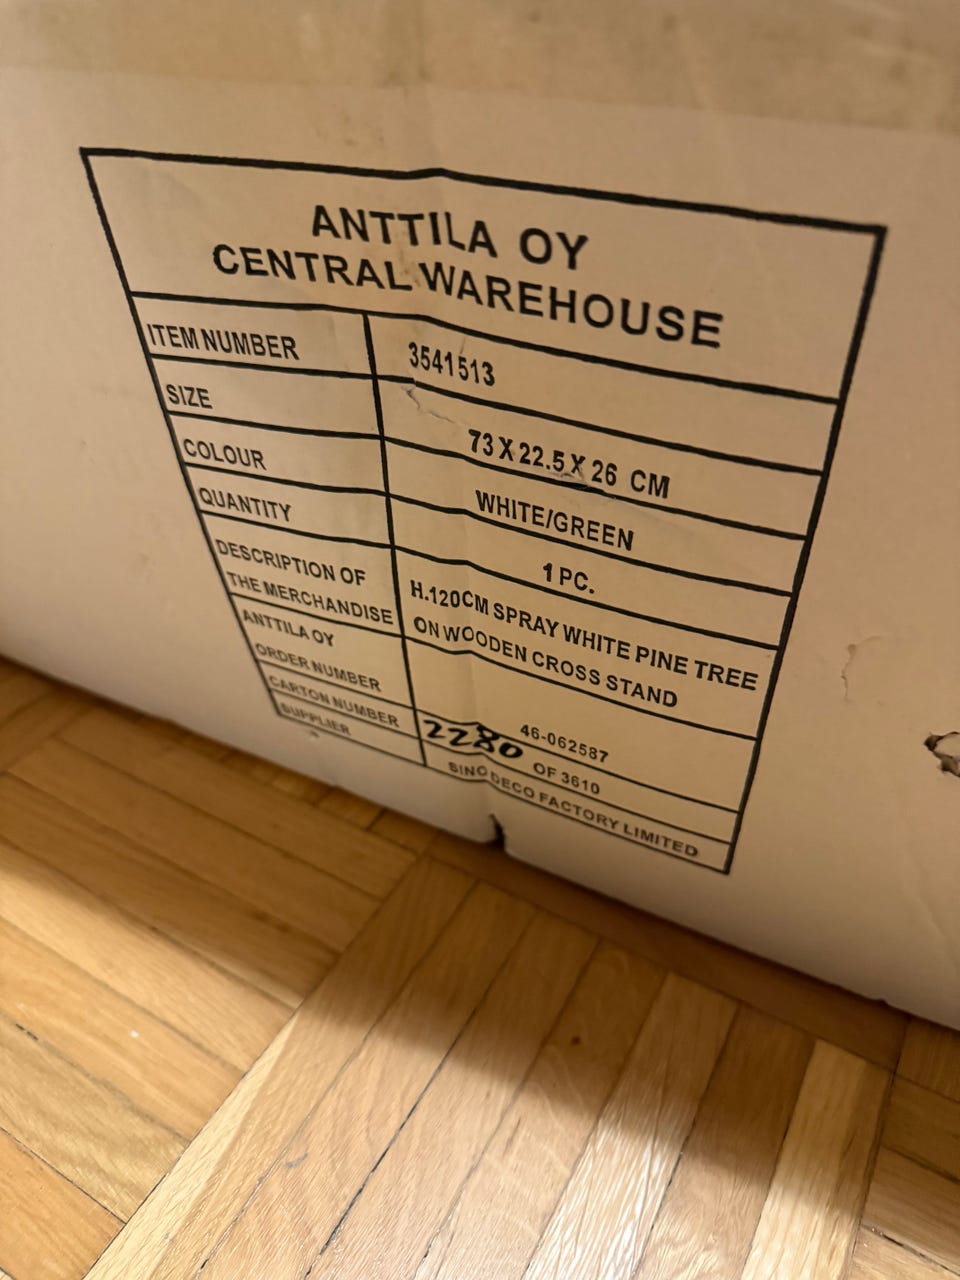 ANTTILA OY
CENTRAL WAREHOUSE
ITEM NUMBER 3541513
SIZE 73 X 22.5 X 26 CM
COLOUR WHITE/GREEN
QUANTITY 1 PC.
DESCRIPTION OF
THE MERCHANDISE
H.120CM SPRAY WHITE PINE TREE
ON WOODEN CROSS STAND
ANTTILA OY
ORDER NUMBER
46-062587
CARTON NUMBER 2280 OF 3610
SUPPLIER SINO DECO FACTORY LIMITED